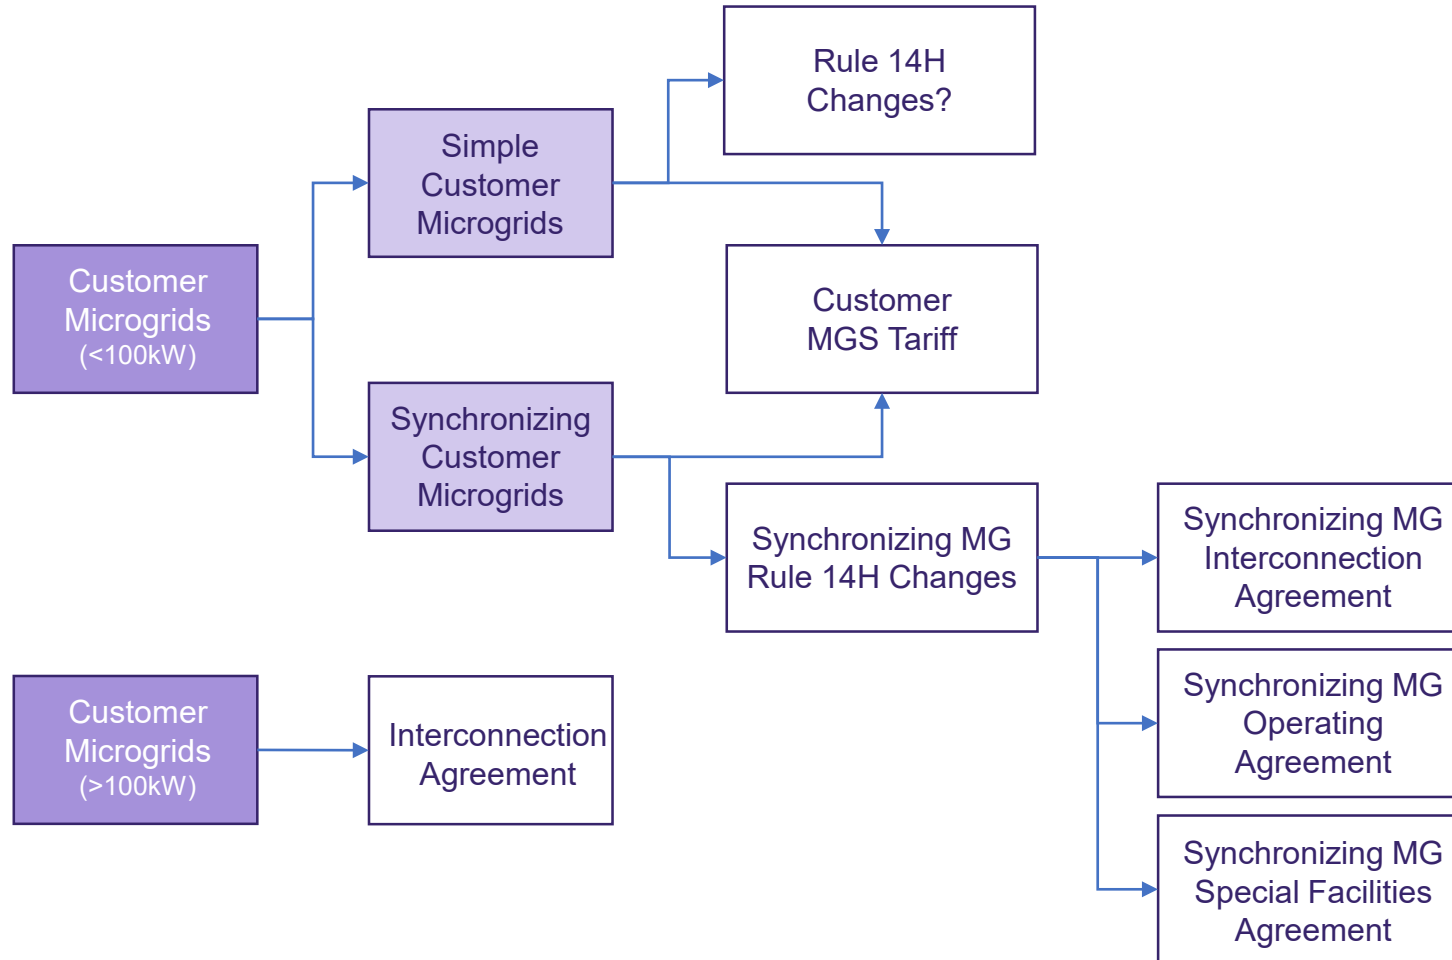 Rule 14H
Changes?
Simple
Customer
Microgrids
Customer
Microgrids
(<100kW)
Customer
MGS Tariff
Synchronizing
Customer
Microgrids
Synchronizing MG
Rule 14H Changes
Synchronizing MG
Interconnection
Agreement
Synchronizing MG
Operating
Agreement
Synchronizing MG
Special Facilities
Agreement
Customer
Microgrids
(>100kW)
Interconnection
Agreement